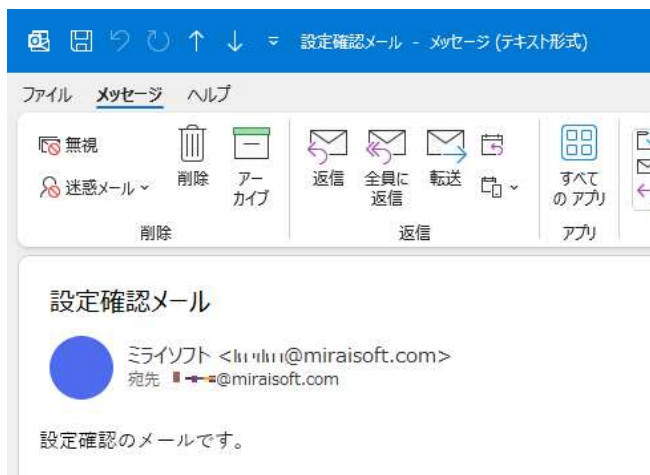 設定確認メール - メッセージ (テキスト形式)
ファイル メッセージ ヘルプ
無視
迷惑メール
削除
アー
カイブ
削除
返信
全員に
返信
転送
返信
すべて
のアプリ
アプリ
設定確認メール
ミライソフト < @miraisoft.com>
宛先 @miraisoft.com
設定確認のメールです。